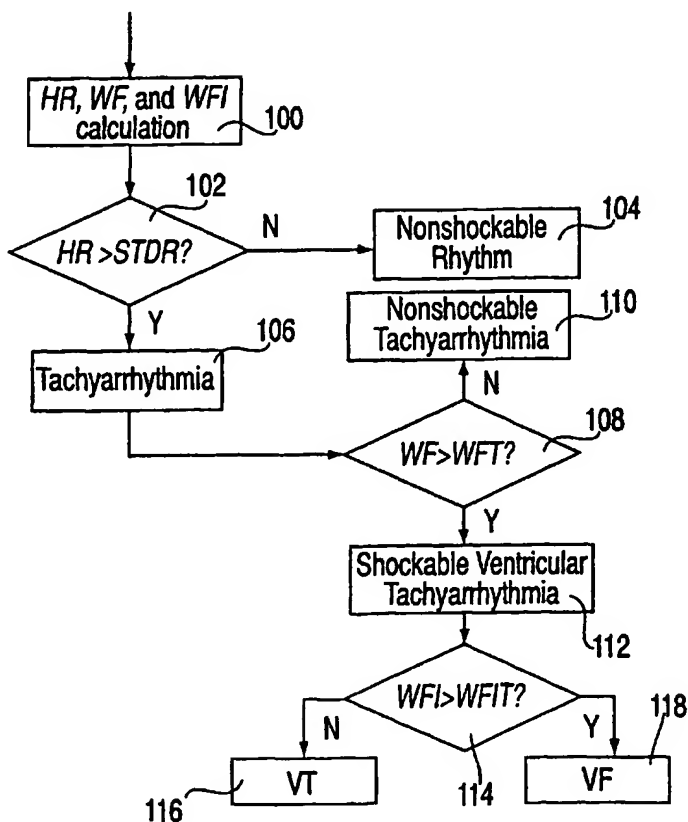 HR, WF, and WFI
calculation
100
102
HR >STDR?
N
104
Nonshockable
Rhythm
Y
106
Tachyarrhythmia
110
Nonshockable
Tachyarrhythmia
N
108
WF>WFT?
Y
Shockable Ventricular
Tachyarrhythmia
112
WFI>WFIT?
N
Y
118
VT
116
114
VF